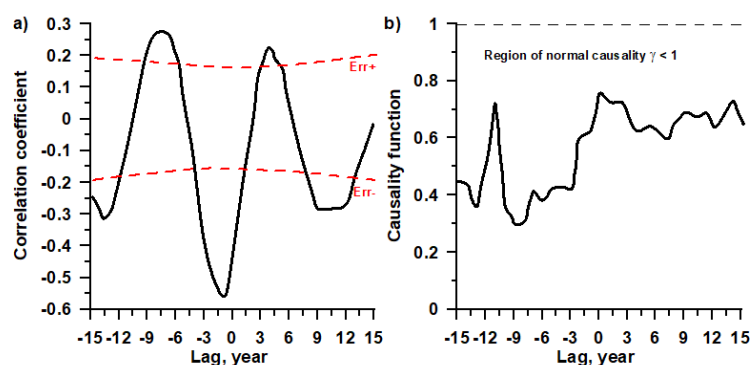 a)
Correlation coefficient
0.3
0.2
0.1
0
-0.1
-0.2
-0.3
-0.4
-0.5
-0.6
Err+
Err-
-15 -12 -9 -6 -3 0 3 6 9 12 15
Lag, year
b)
Causality function
1
0.8
0.6
0.4
0.2
0
Region of normal causality γ < 1
-15 -12 -9 -6 -3 0 3 6 9 12 15
Lag, year